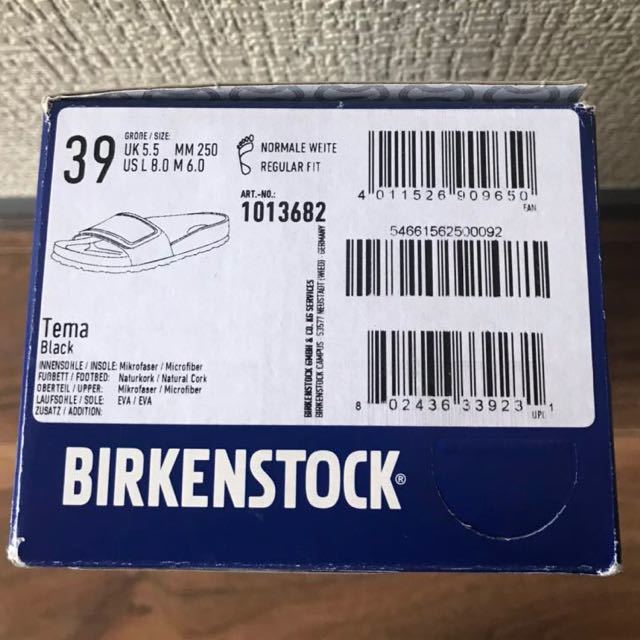 39
GRÖßE / SIZE:
UK 5.5 MM 250
US L 8.0 M 6.0
NORMALE WEITE
REGULAR FIT
ART.-NO.:
1013682
4 011526 909650
EAN
54661562500092
8 02436 33923 1
UPC
BIRKENSTOCK GMBH & CO. KG SERVICES
BIRKENSTOCK CAMPUS 53577 NEUSTADT (WIED) GERMANY
Tema
Black
INNENSOHLE / INSOLE: Mikrofaser / Microfiber
FUßBETT / FOOTBED: Naturkork / Natural Cork
OBERTEIL / UPPER: Mikrofaser / Microfiber
LAUFSOHLE / SOLE: EVA / EVA
ZUSATZ / ADDITION:
BIRKENSTOCK®